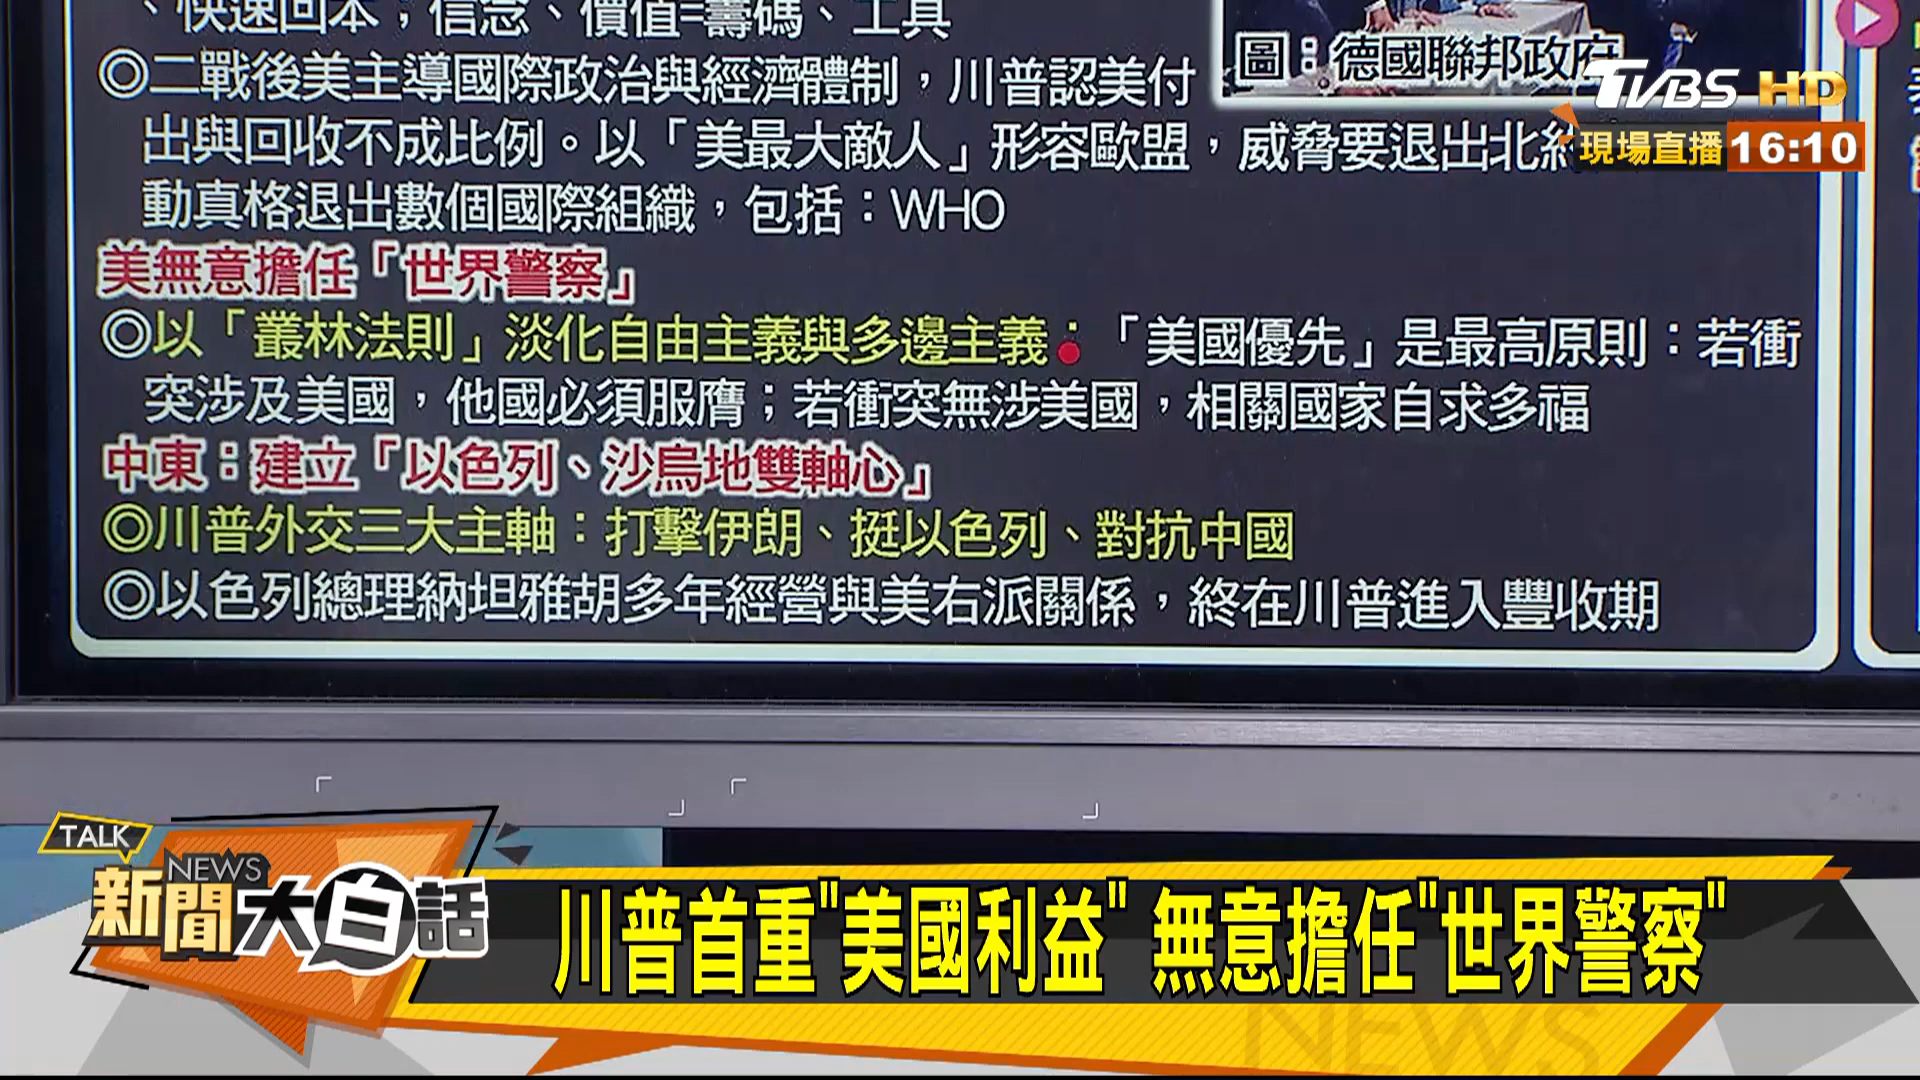 、快速回本；信念、價值=籌碼、工具
圖：德國聯邦政府
TVBS HD
現場直播 16:10
◎二戰後美主導國際政治與經濟體制，川普認美付
出與回收不成比例。以「美最大敵人」形容歐盟，威脅要退出北約
動真格退出數個國際組織，包括：WHO
美無意擔任「世界警察」
◎以「叢林法則」淡化自由主義與多邊主義：「美國優先」是最高原則：若衝
突涉及美國，他國必須服膺；若衝突無涉美國，相關國家自求多福
中東：建立「以色列、沙烏地雙軸心」
◎川普外交三大主軸：打擊伊朗、挺以色列、對抗中國
◎以色列總理納坦雅胡多年經營與美右派關係，終在川普進入豐收期
TALK
NEWS
新聞大白話
川普首重"美國利益" 無意擔任"世界警察"
NEWS